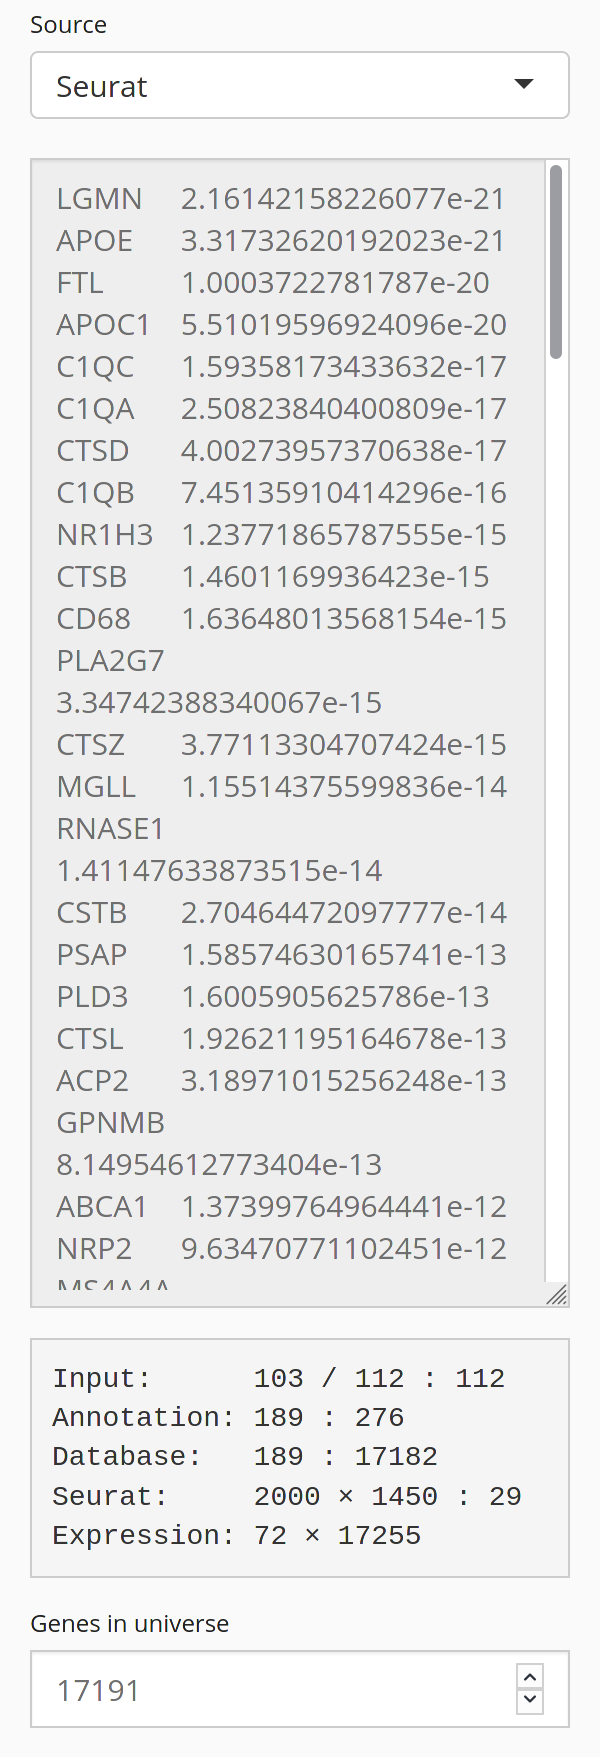 Source
Seurat
LGMN 2.16142158226077e-21
APOE 3.31732620192023e-21
FTL 1.0003722781787e-20
APOC1 5.51019596924096e-20
C1QC 1.59358173433632e-17
C1QA 2.50823840400809e-17
CTSD 4.00273957370638e-17
C1QB 7.45135910414296e-16
NR1H3 1.23771865787555e-15
CTSB 1.4601169936423e-15
CD68 1.63648013568154e-15
PLA2G7
3.34742388340067e-15
CTSZ 3.77113304707424e-15
MGLL 1.15514375599836e-14
RNASE1
1.41147633873515e-14
CSTB 2.70464472097777e-14
PSAP 1.58574630165741e-13
PLD3 1.6005905625786e-13
CTSL 1.92621195164678e-13
ACP2 3.18971015256248e-13
GPNMB
8.14954612773404e-13
ABCA1 1.37399764964441e-12
NRP2 9.63470771102451e-12
MS4A4A
Input: 103 / 112 : 112
Annotation: 189 : 276
Database: 189 : 17182
Seurat: 2000 × 1450 : 29
Expression: 72 × 17255
Genes in universe
17191